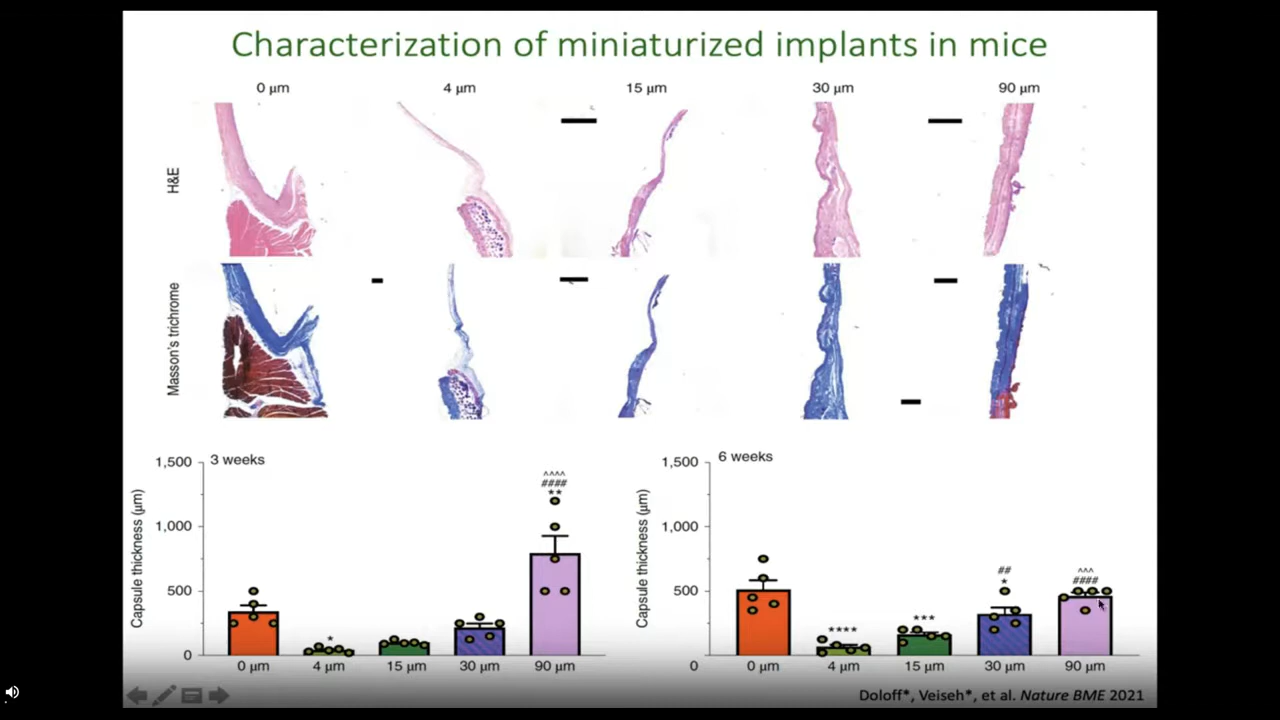 Characterization of miniaturized implants in mice
0 µm 4 µm 15 µm 30 µm 90 µm
H&E
Masson's trichrome
3 weeks
Capsule thickness (µm)
1,500
1,000
500
0
^^^^
####
**
*
0 µm 4 µm 15 µm 30 µm 90 µm
6 weeks
Capsule thickness (µm)
1,500
1,000
500
0
****
***
##
*
^^^
####
0 µm 4 µm 15 µm 30 µm 90 µm
Doloff*, Veiseh*, et al. Nature BME 2021